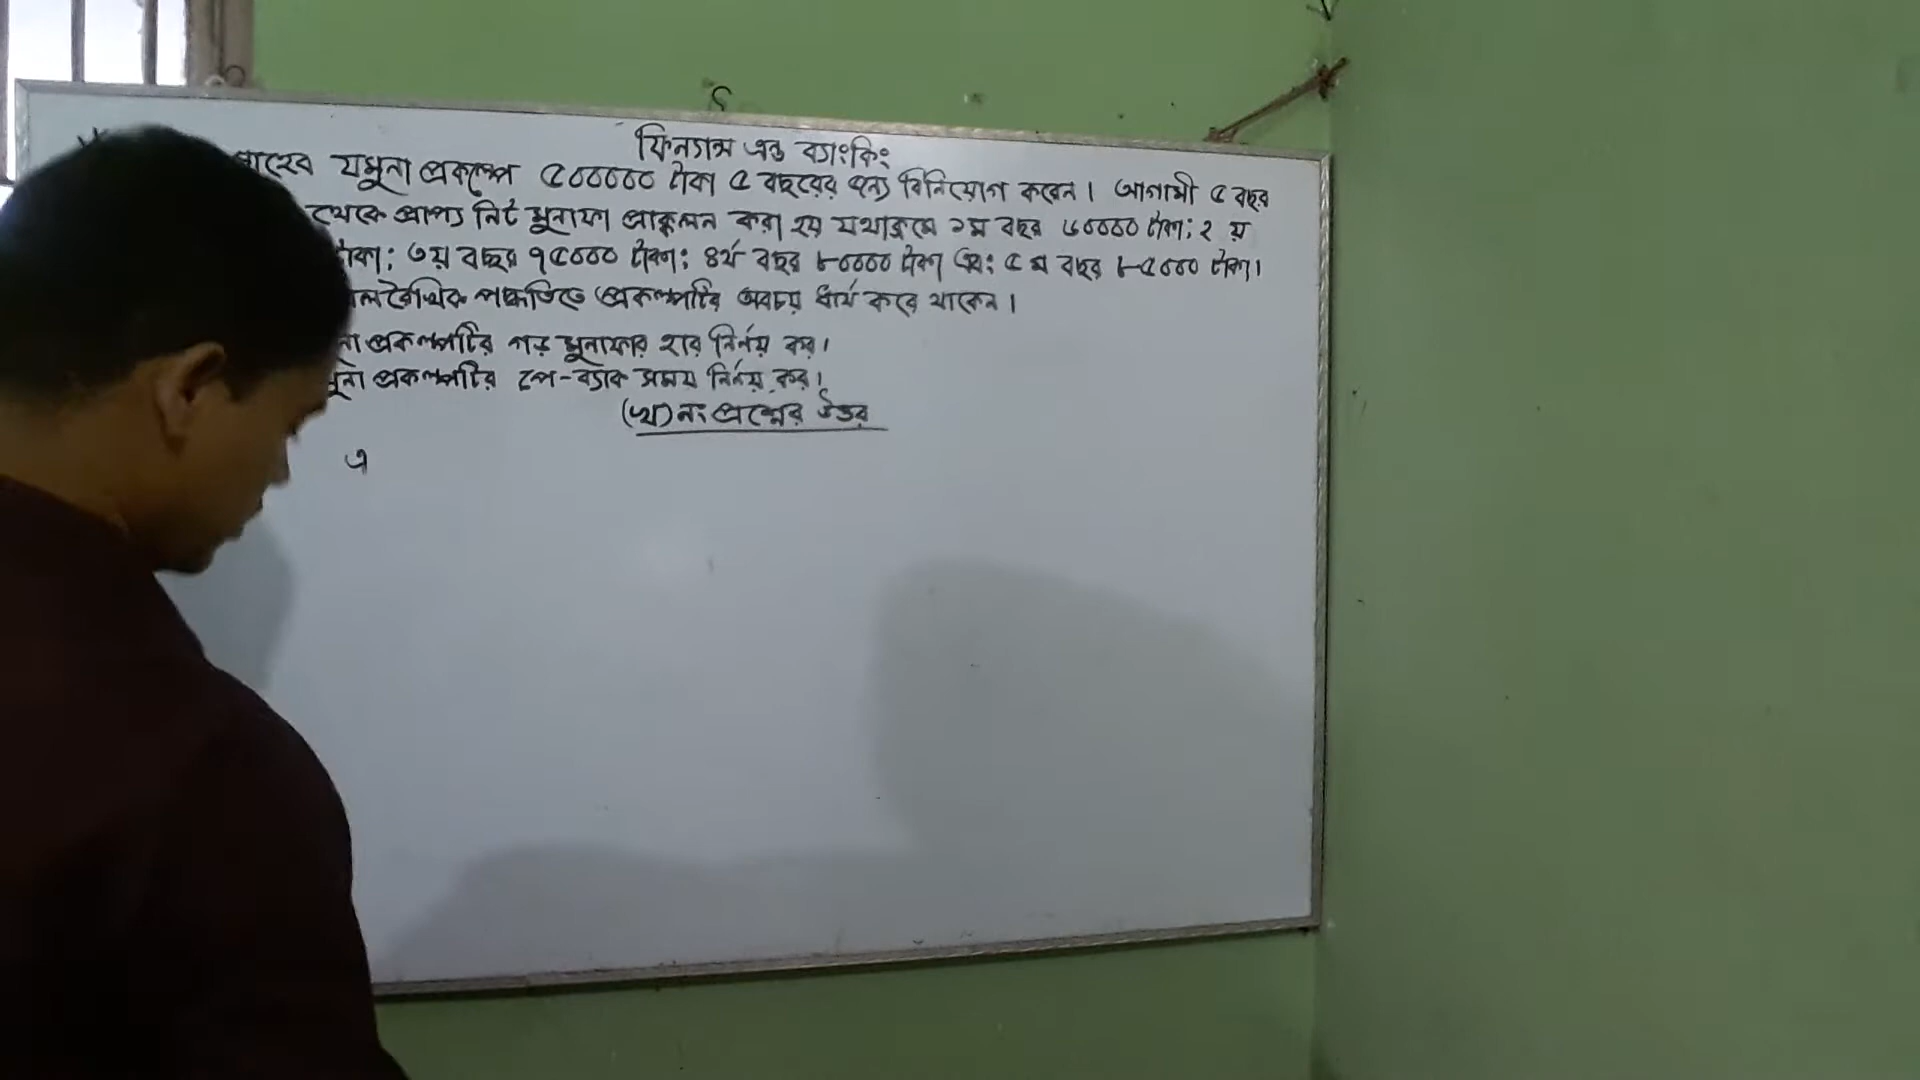 ফিন্যান্স এন্ড ব্যাংকিং
সাহেব যমুনা প্রকল্পে ৫০০০০০ টাকা ৫ বছরের জন্য বিনিয়োগ করেন। আগামী ৫ বছর
থেকে প্রাপ্য নিট মুনাফা প্রাক্কলন করা হয় যথাক্রমে ১ম বছর ৬০০০০ টাকা; ২ য়
টাকা; ৩য় বছর ৭৫০০০ টাকা; ৪র্থ বছর ৮০০০০ টাকা এবং ৫ ম বছর ৮৫০০০ টাকা।
লরৈখিক পদ্ধতিতে প্রকল্পটির অবচয় ধার্য করে থাকেন।
না প্রকল্পটির গড় মুনাফার হার নির্ণয় কর।
মুনা প্রকল্পটির পে-ব্যাক সময় নির্ণয় কর।
(খ) নং প্রশ্নের উত্তর
এ